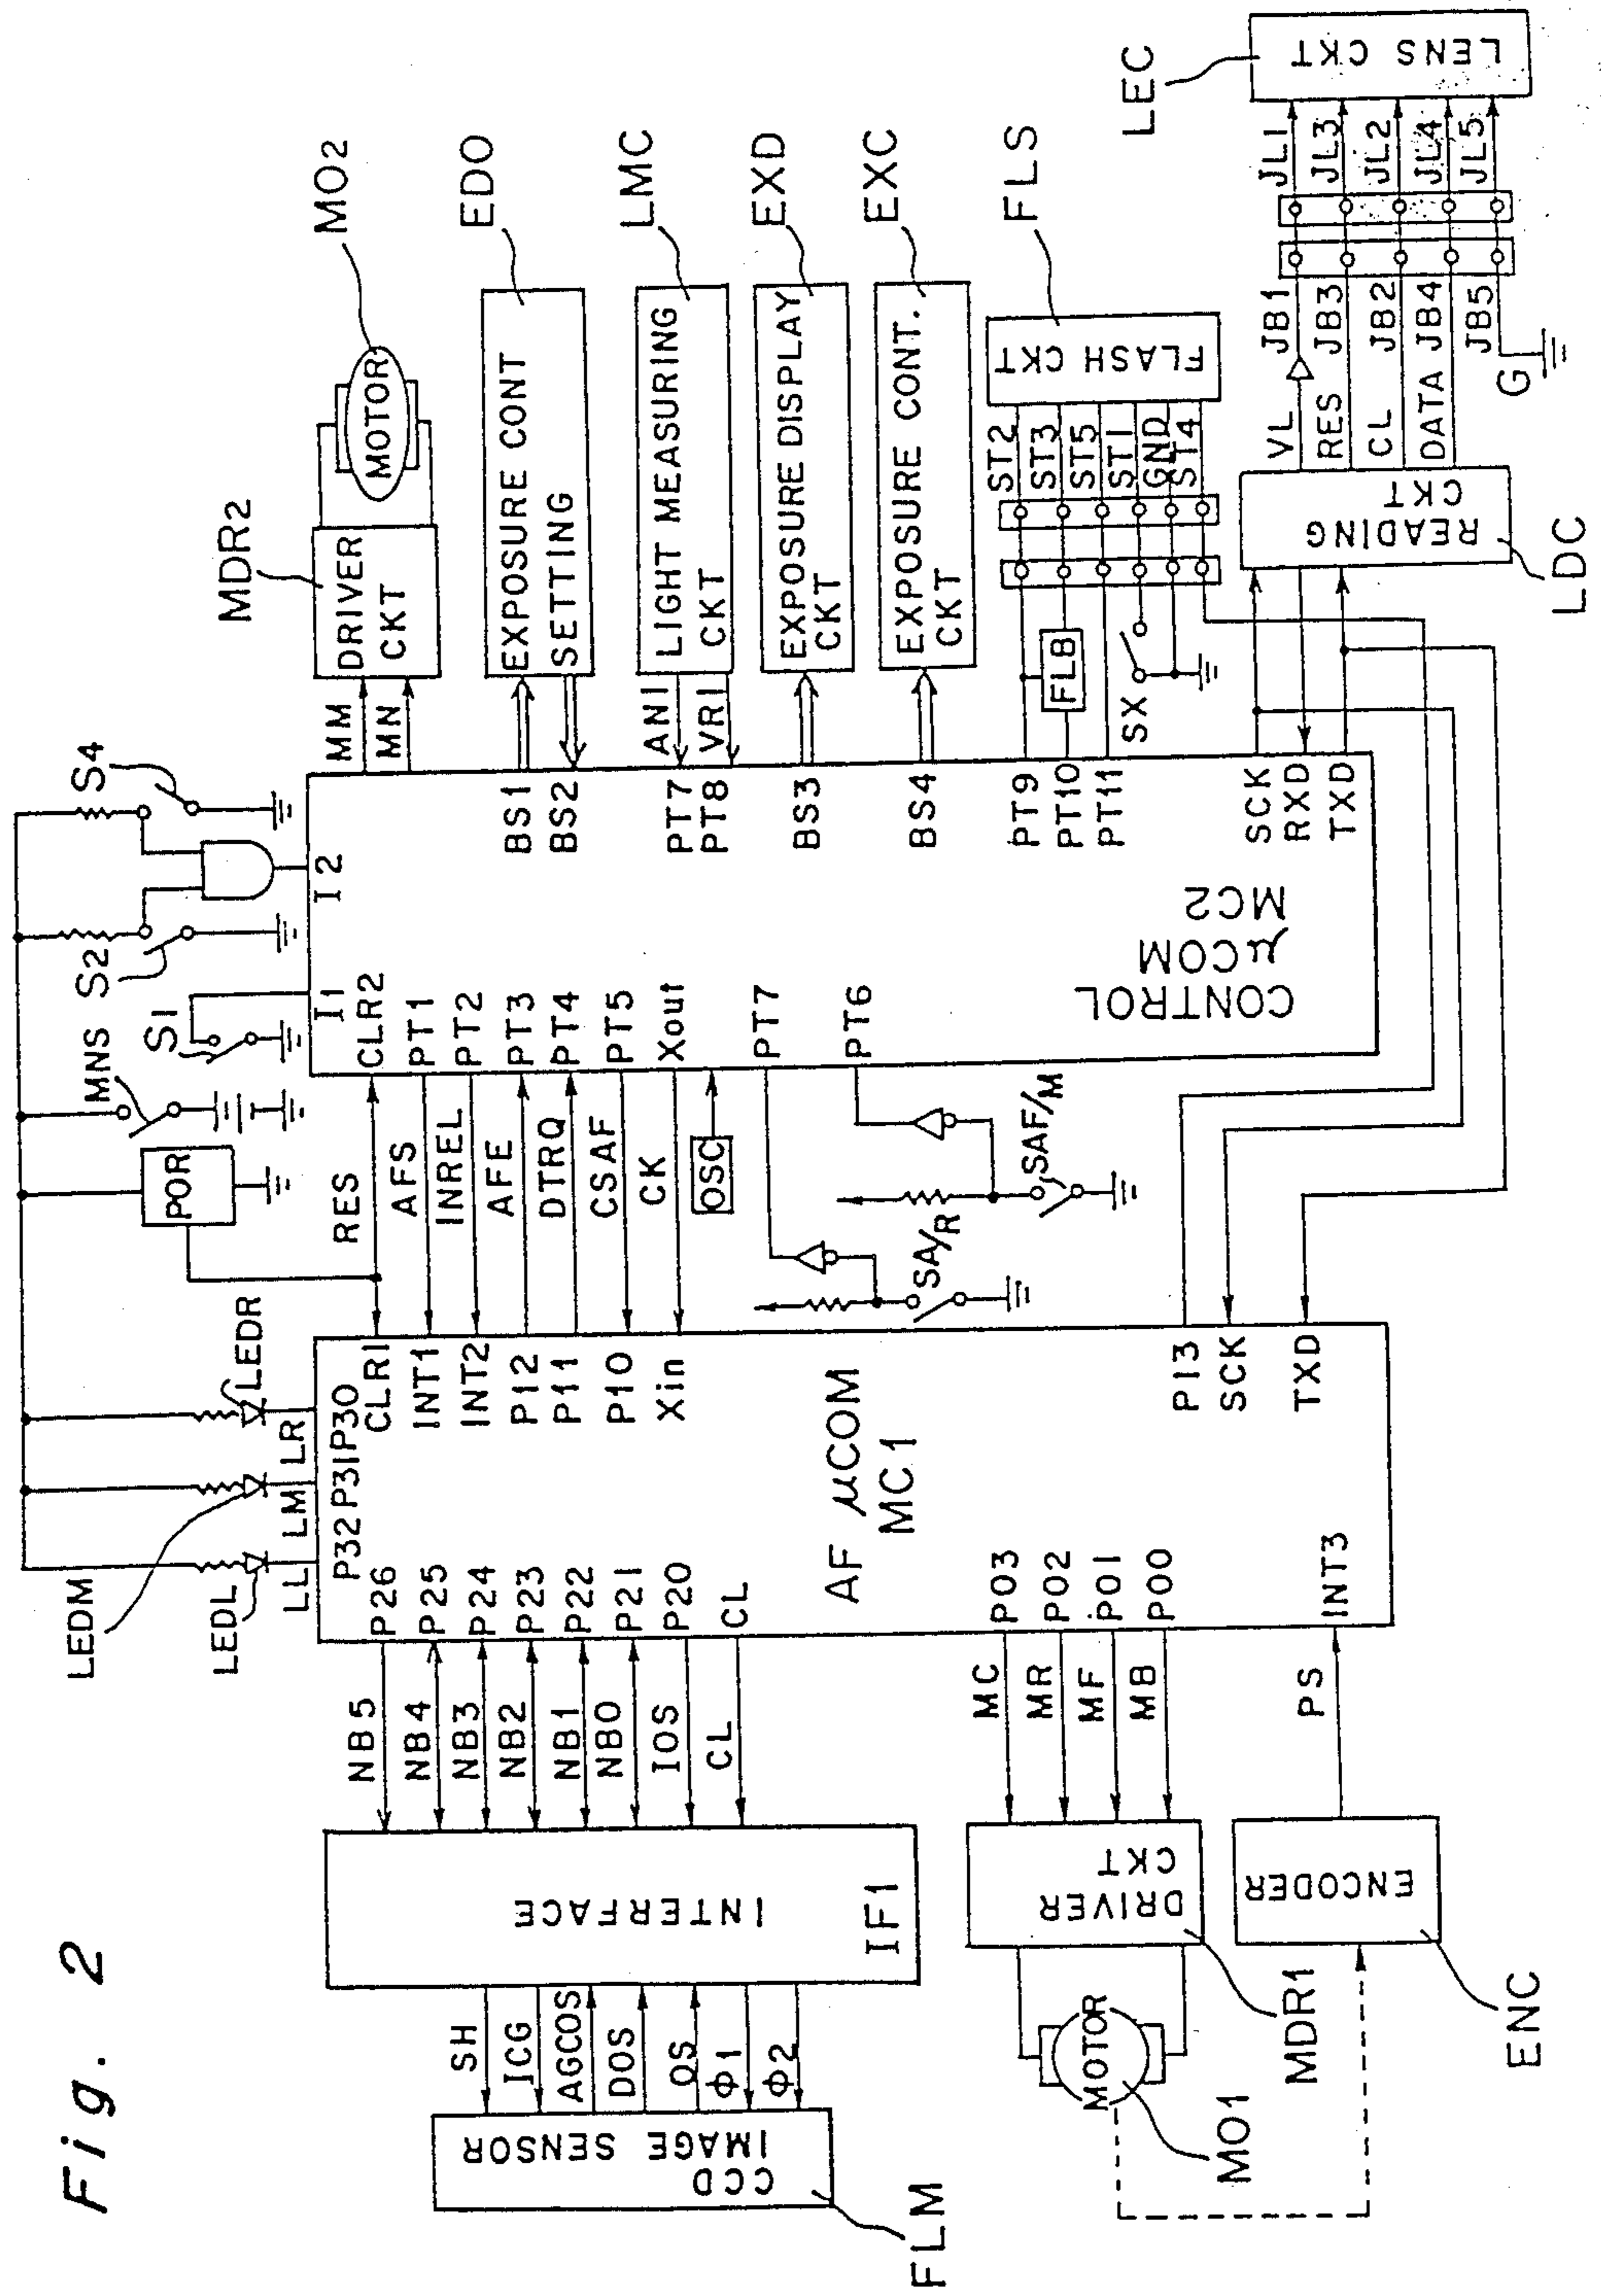 Fig. 2
LEDM
LEDL
LEDR
LL
LM
LR
POR
MNS
S1
S2
S4
MDR2
MO2
MOTOR
DRIVER
CKT
MM
MN
EDO
EXPOSURE CONT
SETTING
LMC
LIGHT MEASURING
CKT
ANI
VRI
EXD
EXPOSURE DISPLAY
CKT
EXC
EXPOSURE CONT.
CKT
FLS
FLASH CKT
ST2
ST3
ST5
ST1
GND
ST4
FLB
SX
LEC
LENS CKT
JL1
JL3
JL2
JL4
JL5
JB1
JB3
JB2
JB4
JB5
VL
RES
CL
DATA
G
READING
CKT
LDC
I1
I2
CLR2
PT1
PT2
PT3
PT4
PT5
Xout
PT7
PT6
BS1
BS2
PT7
PT8
BS3
BS4
PT9
PT10
PT11
SCK
RXD
TXD
CONTROL
μCOM
MC2
RES
AFS
INREL
AFE
DTRQ
CSAF
CK
OSC
SA/R
SAF/M
P32
P31
P30
CLR1
INT1
INT2
P12
P11
P10
Xin
P13
SCK
TXD
AF μCOM
MC1
P26
P25
P24
P23
P22
P21
P20
CL
PO3
PO2
PO1
POO
INT3
NB5
NB4
NB3
NB2
NB1
NB0
IOS
CL
MC
MR
MF
MB
PS
INTERFACE
IF1
DRIVER
CKT
MDR1
ENCODER
ENC
MOTOR
MO1
SH
ICG
AGCOS
DOS
OS
Φ1
Φ2
CCD
IMAGE SENSOR
FLM